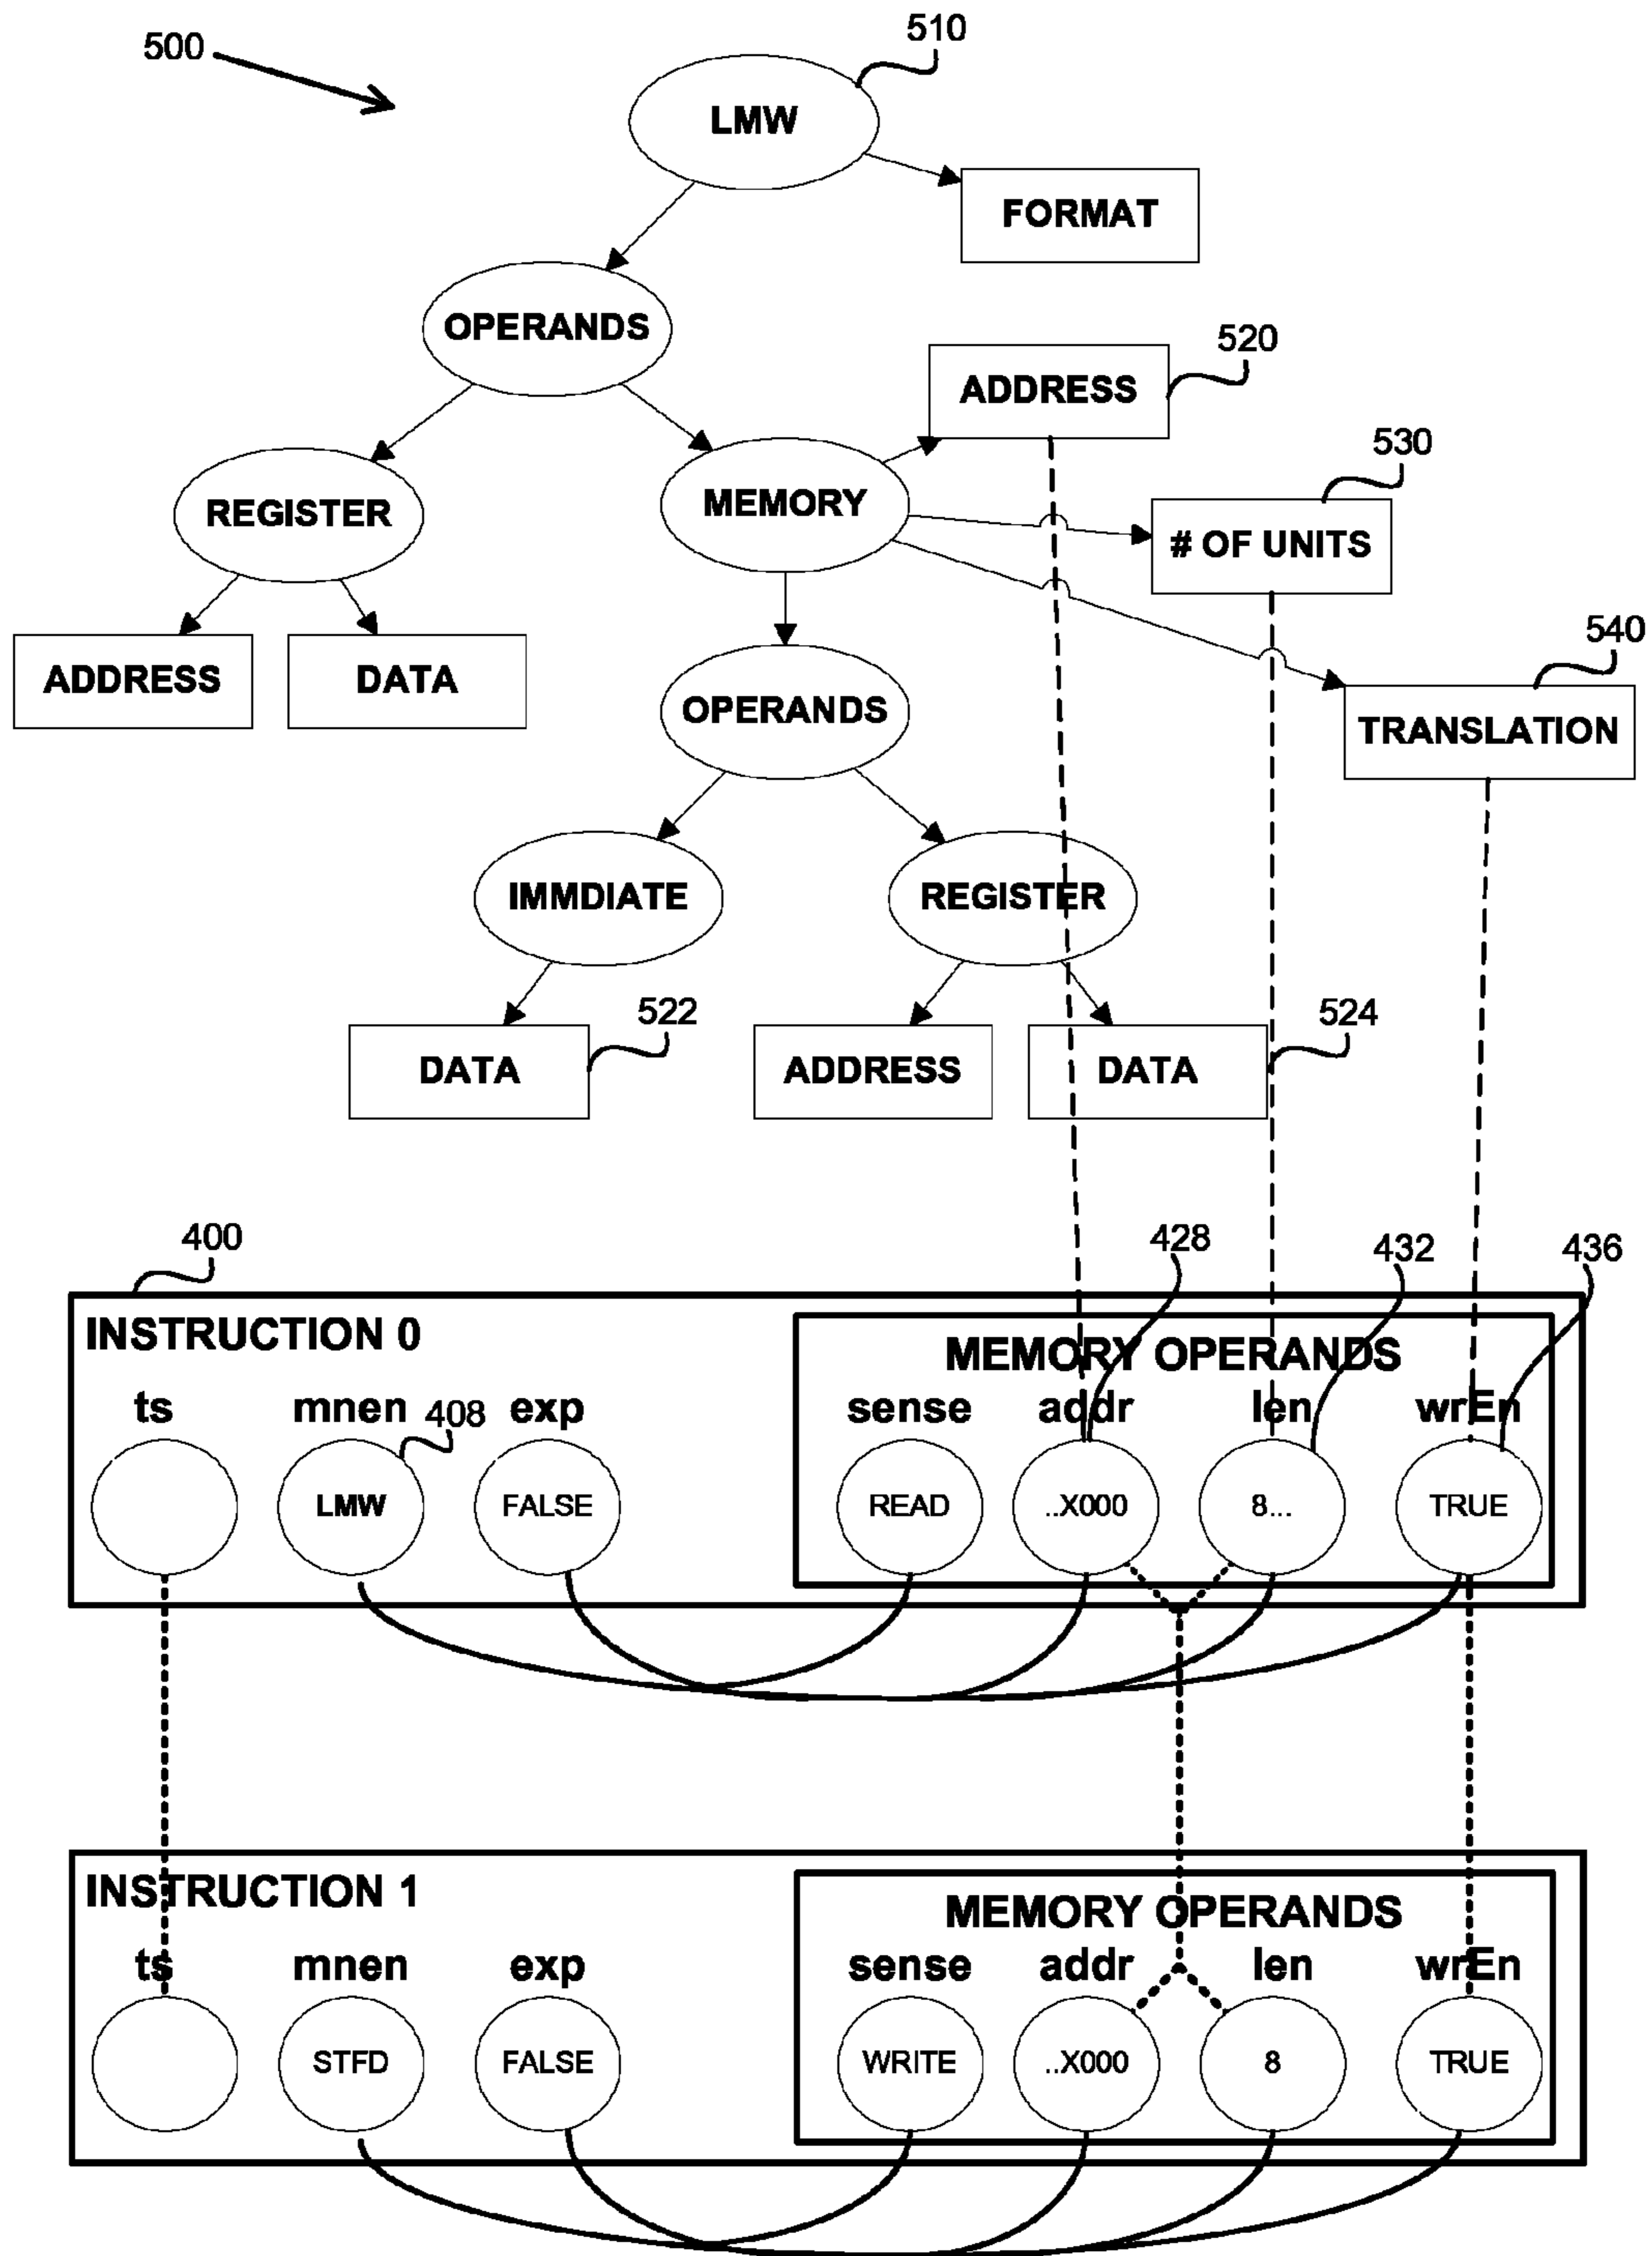 500
510
LMW
FORMAT
OPERANDS
520
ADDRESS
530
REGISTER
MEMORY
# OF UNITS
540
ADDRESS
DATA
OPERANDS
TRANSLATION
IMMDIATE
REGISTER
522
524
DATA
ADDRESS
DATA
400
428
432
436
INSTRUCTION 0
MEMORY OPERANDS
ts mnen 408 exp sense addr len wrEn
LMW FALSE READ ..X000 8... TRUE
INSTRUCTION 1
MEMORY OPERANDS
ts mnen exp sense addr len wrEn
STFD FALSE WRITE ..X000 8 TRUE